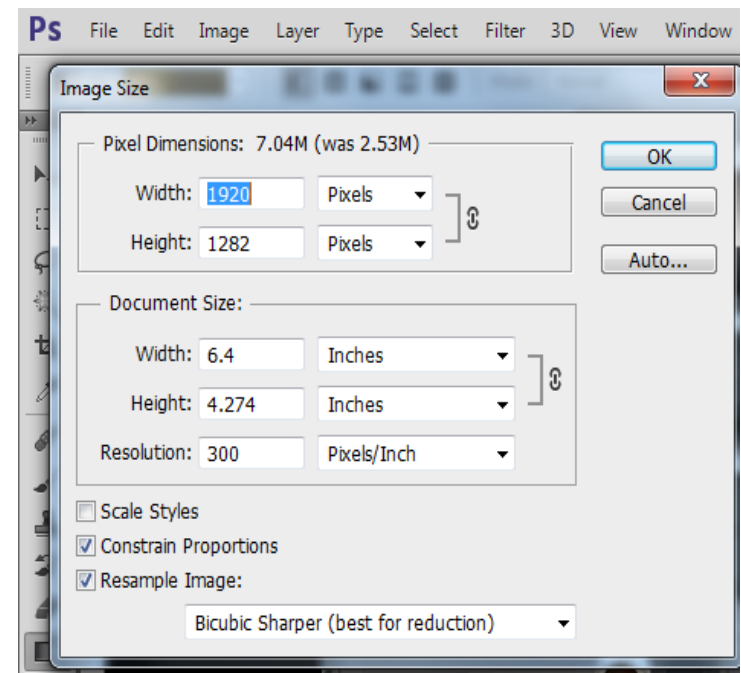 Ps File Edit Image Layer Type Select Filter 3D View Window
Image Size
Pixel Dimensions: 7.04M (was 2.53M)
Width: 1920 Pixels
Height: 1282 Pixels
OK
Cancel
Auto...
Document Size:
Width: 6.4 Inches
Height: 4.274 Inches
Resolution: 300 Pixels/Inch
Scale Styles
Constrain Proportions
Resample Image:
Bicubic Sharper (best for reduction)